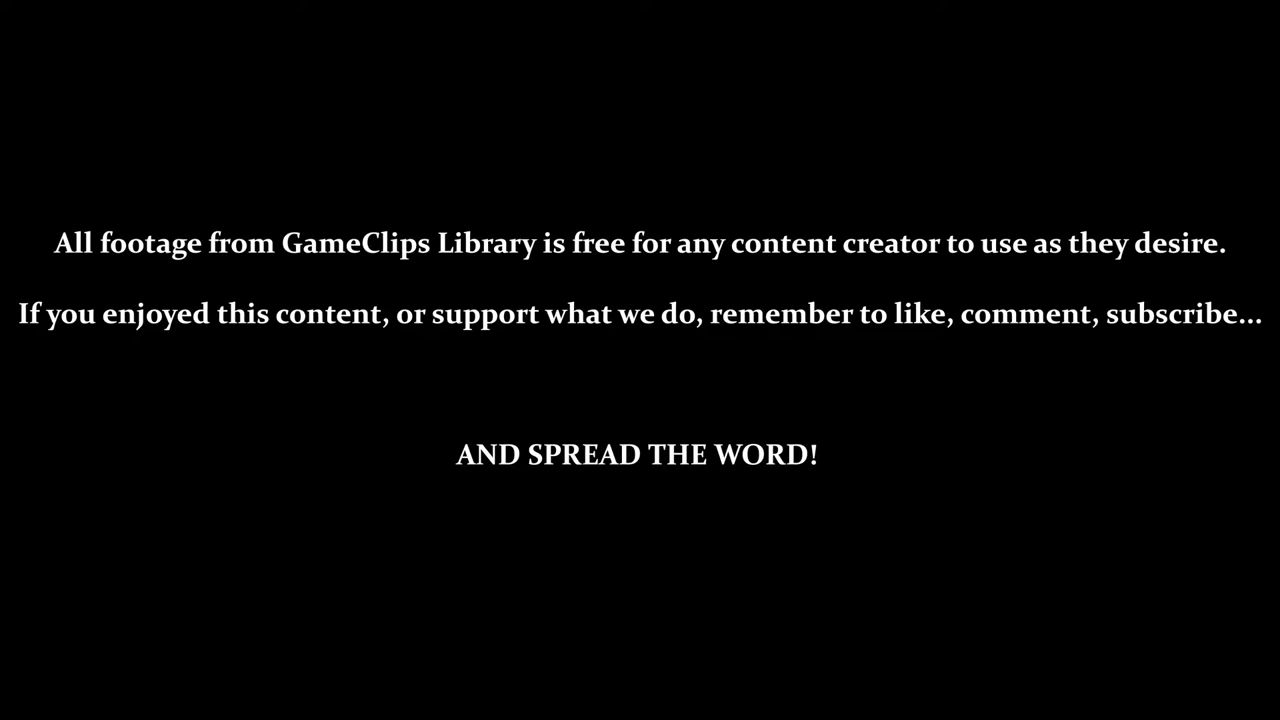 All footage from GameClips Library is free for any content creator to use as they desire.
If you enjoyed this content, or support what we do, remember to like, comment, subscribe...
AND SPREAD THE WORD!